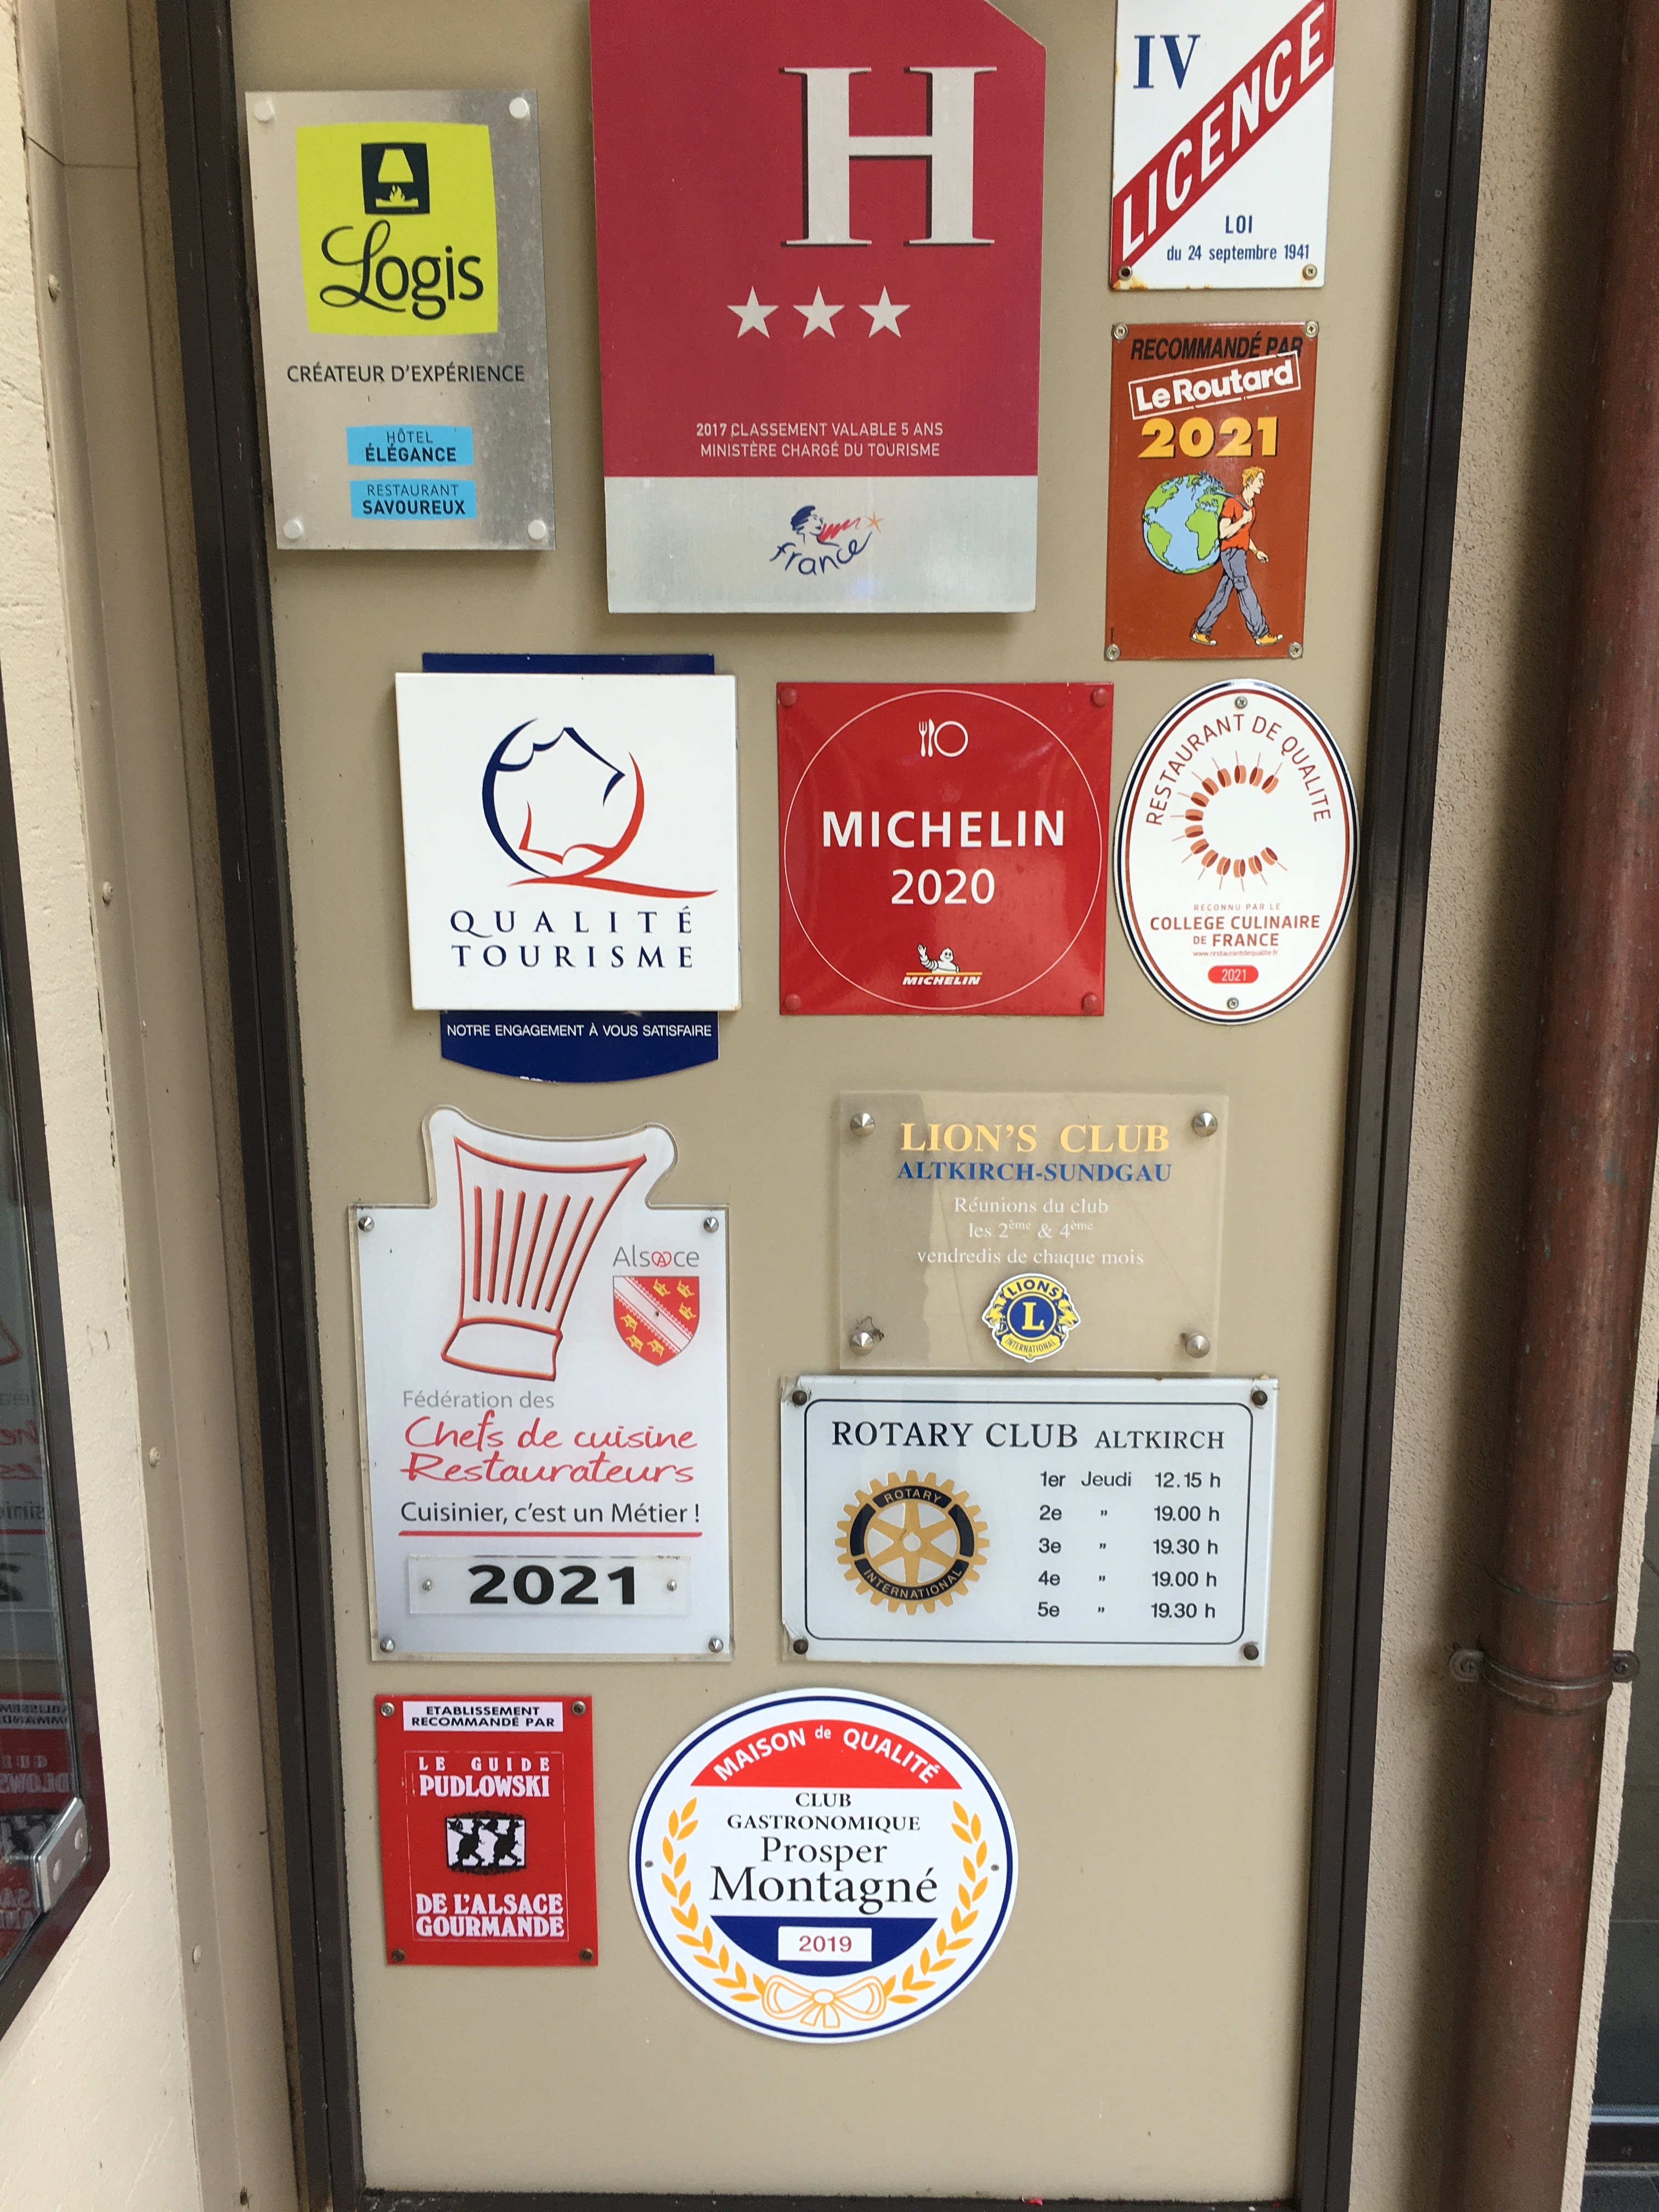 Logis
CRÉATEUR D'EXPÉRIENCE
HÔTEL
ÉLÉGANCE
RESTAURANT
SAVOUREUX
H
2017 CLASSEMENT VALABLE 5 ANS
MINISTÈRE CHARGÉ DU TOURISME
france
IV
LICENCE
LOI
du 24 septembre 1941
RECOMMANDÉ PAR
Le Routard
2021
QUALITÉ
TOURISME
NOTRE ENGAGEMENT À VOUS SATISFAIRE
MICHELIN
2020
MICHELIN
RESTAURANT DE QUALITE
RECONNU PAR LE
COLLEGE CULINAIRE
DE FRANCE
www.restaurantdequalite.fr
2021
Alsace
Fédération des
Chefs de cuisine
Restaurateurs
Cuisinier, c'est un Métier !
2021
LION'S CLUB
ALTKIRCH-SUNDGAU
Réunions du club
les 2ème & 4ème
vendredis de chaque mois
LIONS
L
INTERNATIONAL
ROTARY CLUB ALTKIRCH
ROTARY
INTERNATIONAL
1er Jeudi 12.15 h
2e " 19.00 h
3e " 19.30 h
4e " 19.00 h
5e " 19.30 h
ETABLISSEMENT
RECOMMANDÉ PAR
LE GUIDE
PUDLOWSKI
DE L'ALSACE
GOURMANDE
MAISON de QUALITÉ
CLUB
GASTRONOMIQUE
Prosper
Montagné
2019